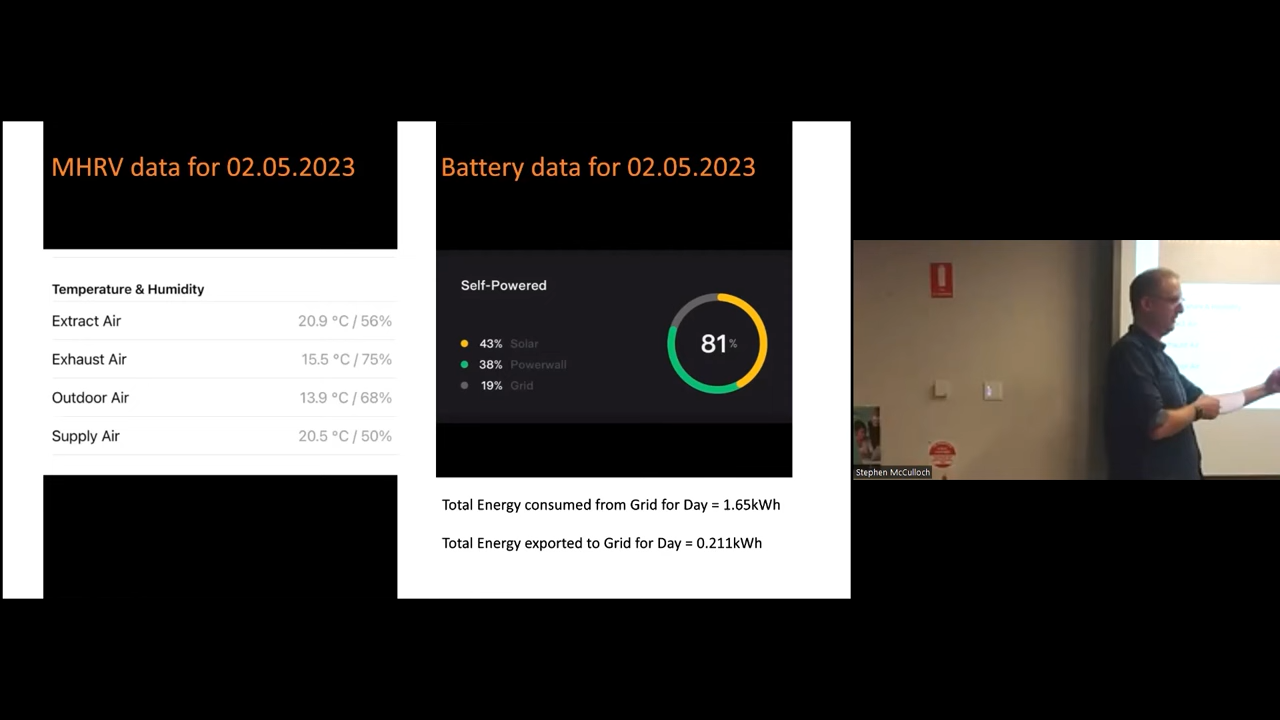 MHRV data for 02.05.2023
Temperature & Humidity
Extract Air 20.9 °C / 56%
Exhaust Air 15.5 °C / 75%
Outdoor Air 13.9 °C / 68%
Supply Air 20.5 °C / 50%
Battery data for 02.05.2023
Self-Powered
43% Solar
38% Powerwall
19% Grid
81%
Total Energy consumed from Grid for Day = 1.65kWh
Total Energy exported to Grid for Day = 0.211kWh
Stephen McCulloch